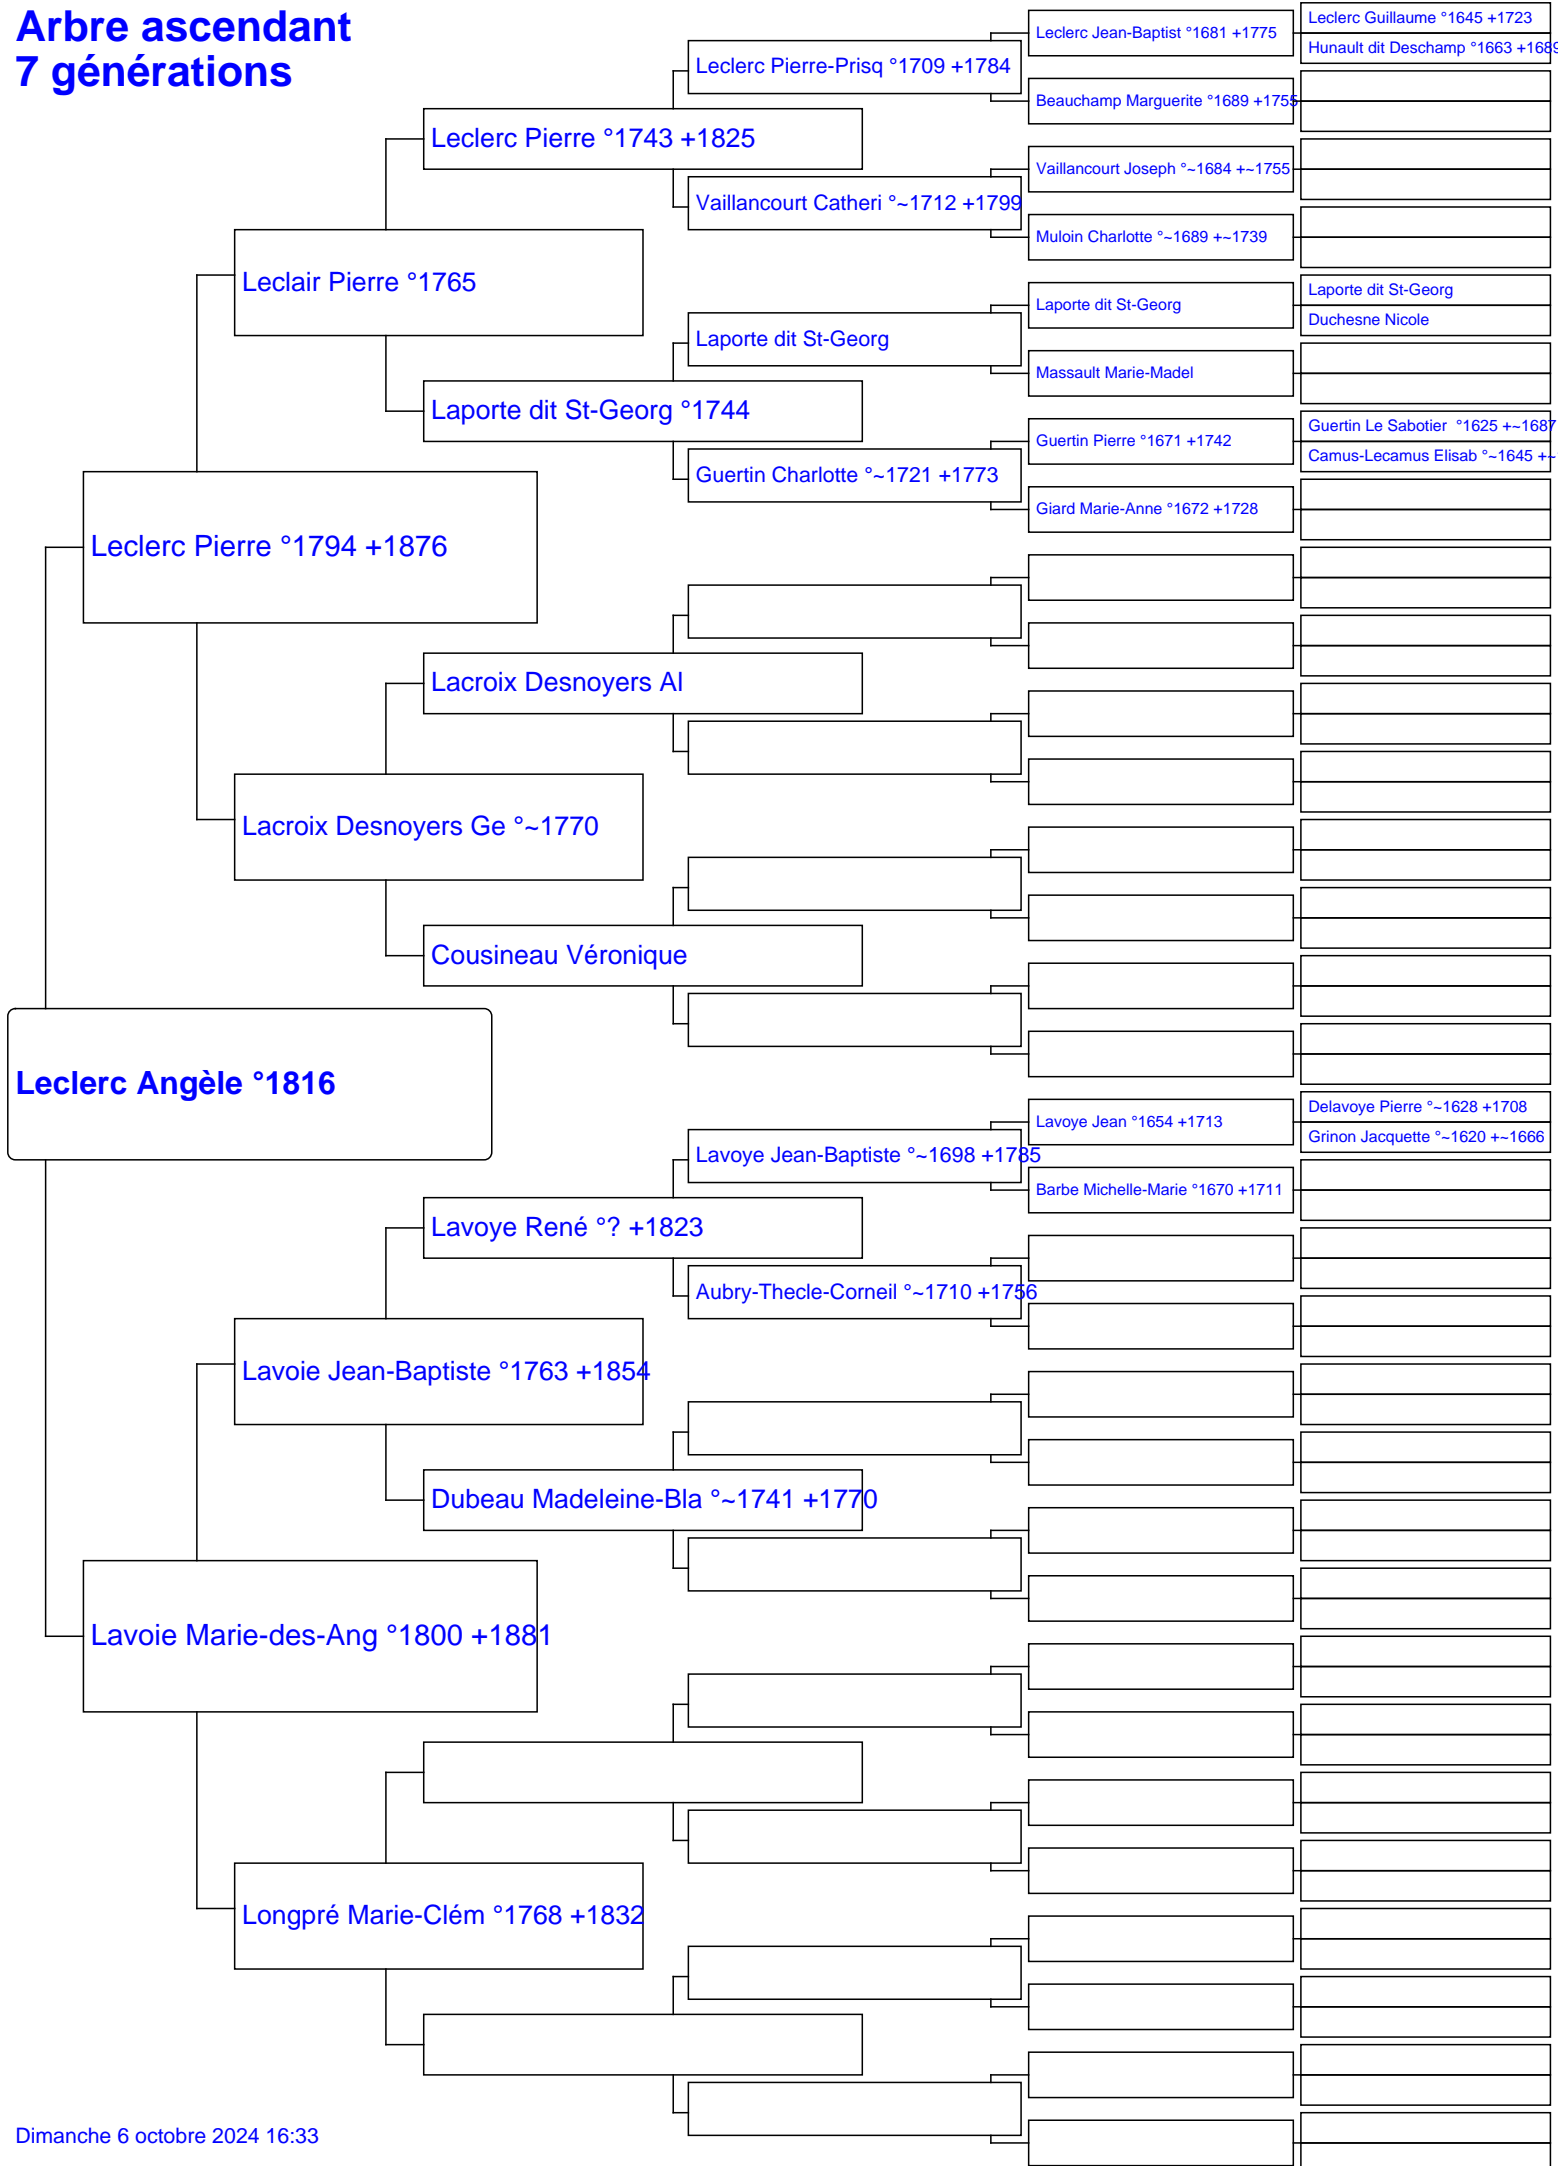 Arbre ascendant
7 générations
Leclerc Guillaume °1645 +1723
Leclerc Jean-Baptist °1681 +1775
Hunault dit Deschamp °1663 +1689
Leclerc Pierre-Prisq °1709 +1784
Beauchamp Marguerite °1689 +1755
Leclerc Pierre °1743 +1825
Vaillancourt Joseph °~1684 +~1755
Vaillancourt Catheri °~1712 +1799
Muloin Charlotte °~1689 +~1739
Leclair Pierre °1765
Laporte dit St-Georg
Laporte dit St-Georg
Duchesne Nicole
Laporte dit St-Georg
Massault Marie-Madel
Laporte dit St-Georg °1744
Guertin Le Sabotier °1625 +~1687
Guertin Pierre °1671 +1742
Camus-Lecamus Elisab °~1645 +~
Guertin Charlotte °~1721 +1773
Giard Marie-Anne °1672 +1728
Leclerc Pierre °1794 +1876
Lacroix Desnoyers Al
Lacroix Desnoyers Ge °~1770
Cousineau Véronique
Leclerc Angèle °1816
Delavoye Pierre °~1628 +1708
Lavoye Jean °1654 +1713
Grinon Jacquette °~1620 +~1666
Lavoye Jean-Baptiste °~1698 +1785
Barbe Michelle-Marie °1670 +1711
Lavoye René °? +1823
Aubry-Thecle-Corneil °~1710 +1756
Lavoie Jean-Baptiste °1763 +1854
Dubeau Madeleine-Bla °~1741 +1770
Lavoie Marie-des-Ang °1800 +1881
Longpré Marie-Clém °1768 +1832
Dimanche 6 octobre 2024 16:33